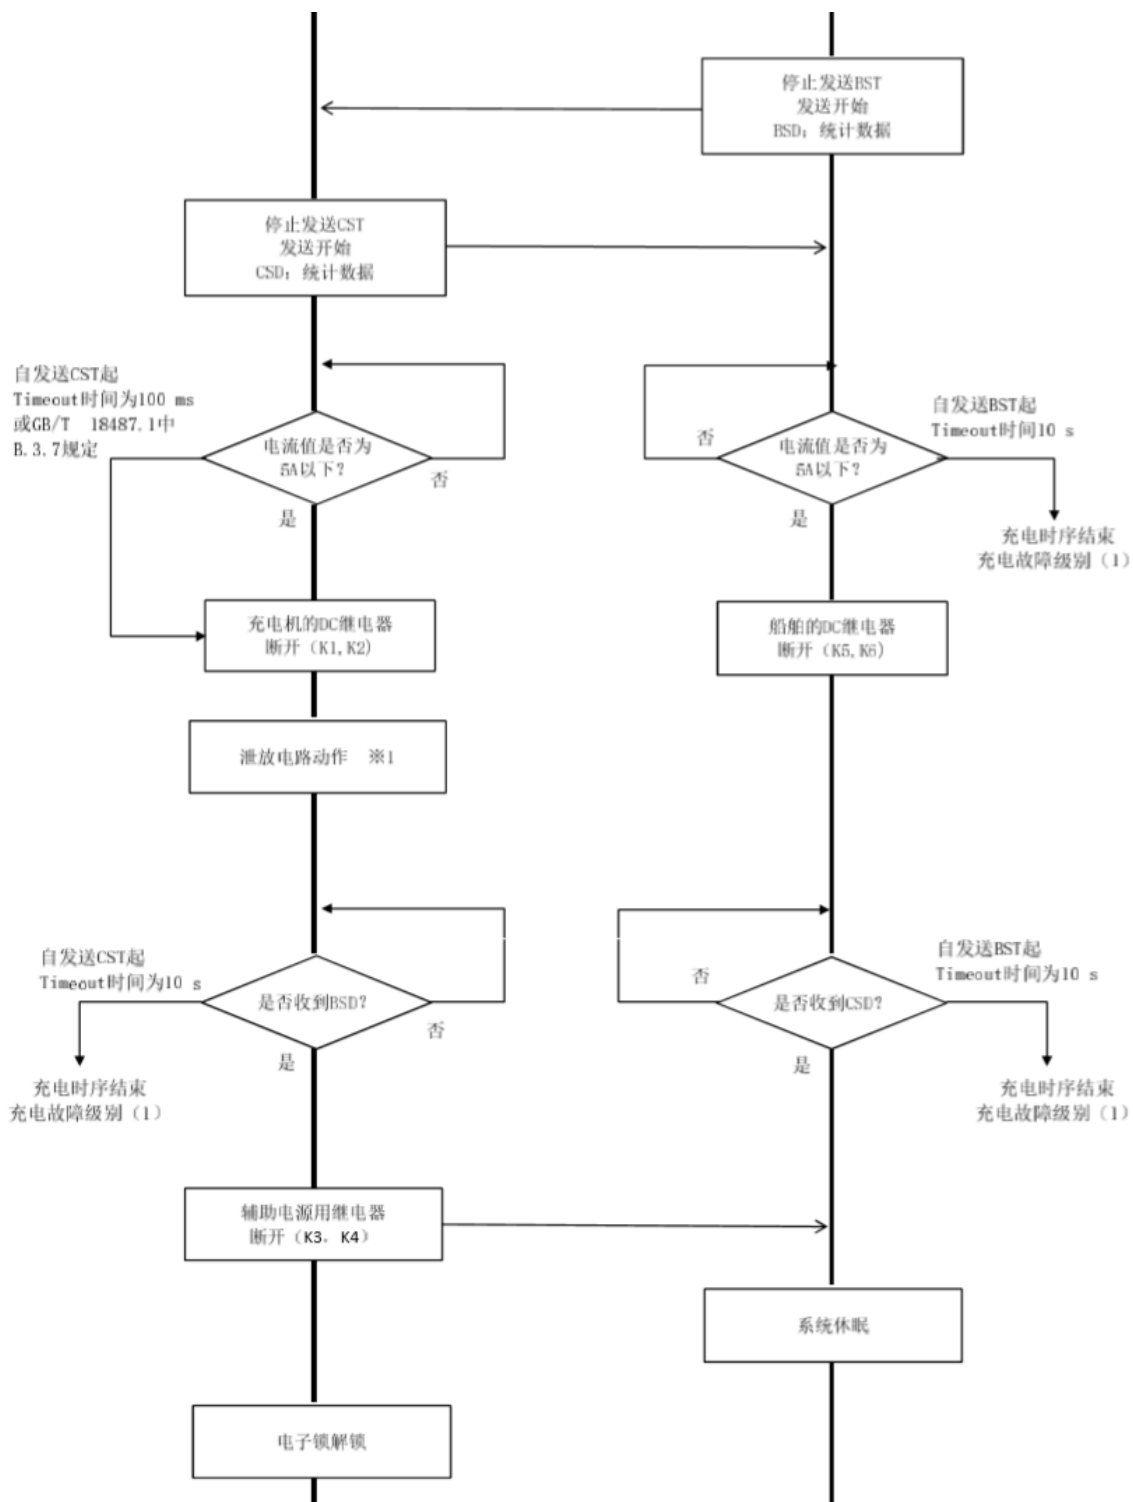 停止发送BST
发送开始
BSD：统计数据
停止发送CST
发送开始
CSD：统计数据
自发送CST起
Timeout时间为100 ms
或GB/T 18487.1中
B.3.7规定
电流值是否为
5A以下？
否
是
否
电流值是否为
5A以下？
是
自发送BST起
Timeout时间10 s
充电时序结束
充电故障级别（1）
充电机的DC继电器
断开（K1,K2）
船舶的DC继电器
断开（K5,K6）
泄放电路动作 ※1
自发送CST起
Timeout时间为10 s
是否收到BSD？
否
是
充电时序结束
充电故障级别（1）
否
是否收到CSD？
是
自发送BST起
Timeout时间为10 s
充电时序结束
充电故障级别（1）
辅助电源用继电器
断开（K3，K4）
系统休眠
电子锁解锁